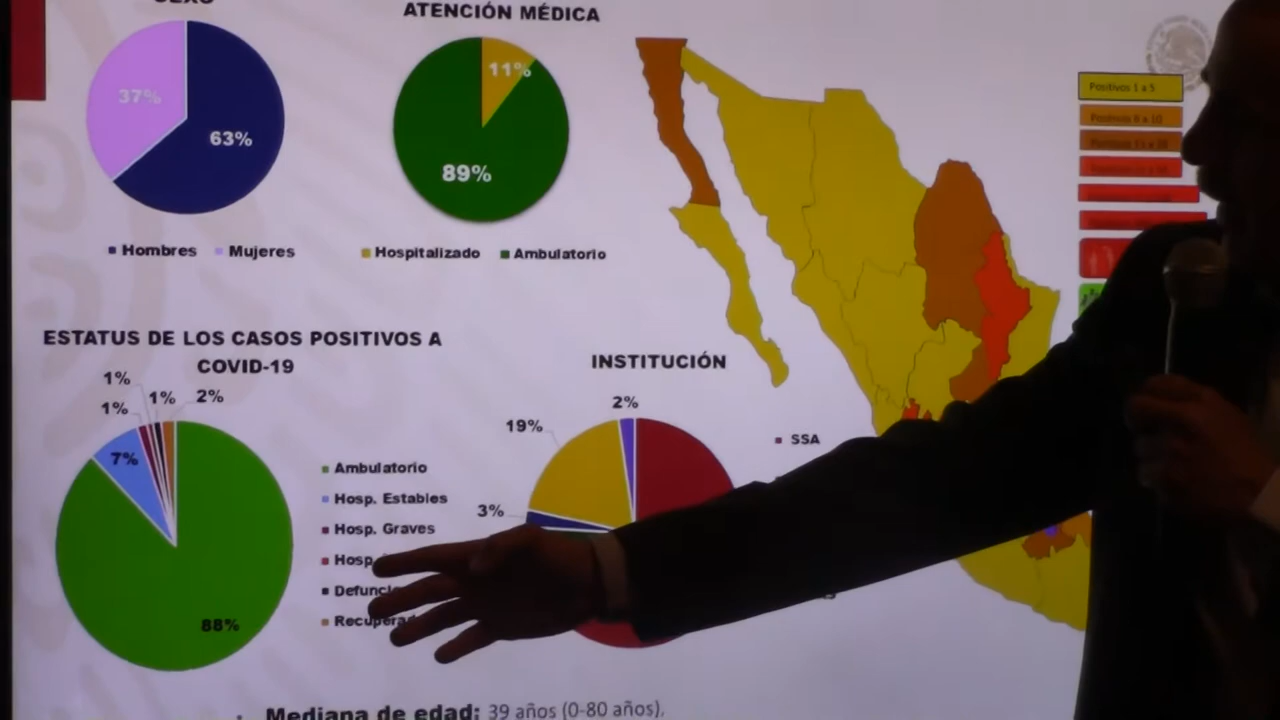 ATENCIÓN MÉDICA
37%
63%
11%
89%
Hombres
Mujeres
Hospitalizado
Ambulatorio
Positivos 1 a 5
ESTATUS DE LOS CASOS POSITIVOS A
COVID-19
1%
1%
1%
2%
7%
88%
Ambulatorio
Hosp. Estables
Hosp. Graves
Hosp.
INSTITUCIÓN
2%
19%
3%
SSA
Mediana de edad: 39 años (0-80 años).